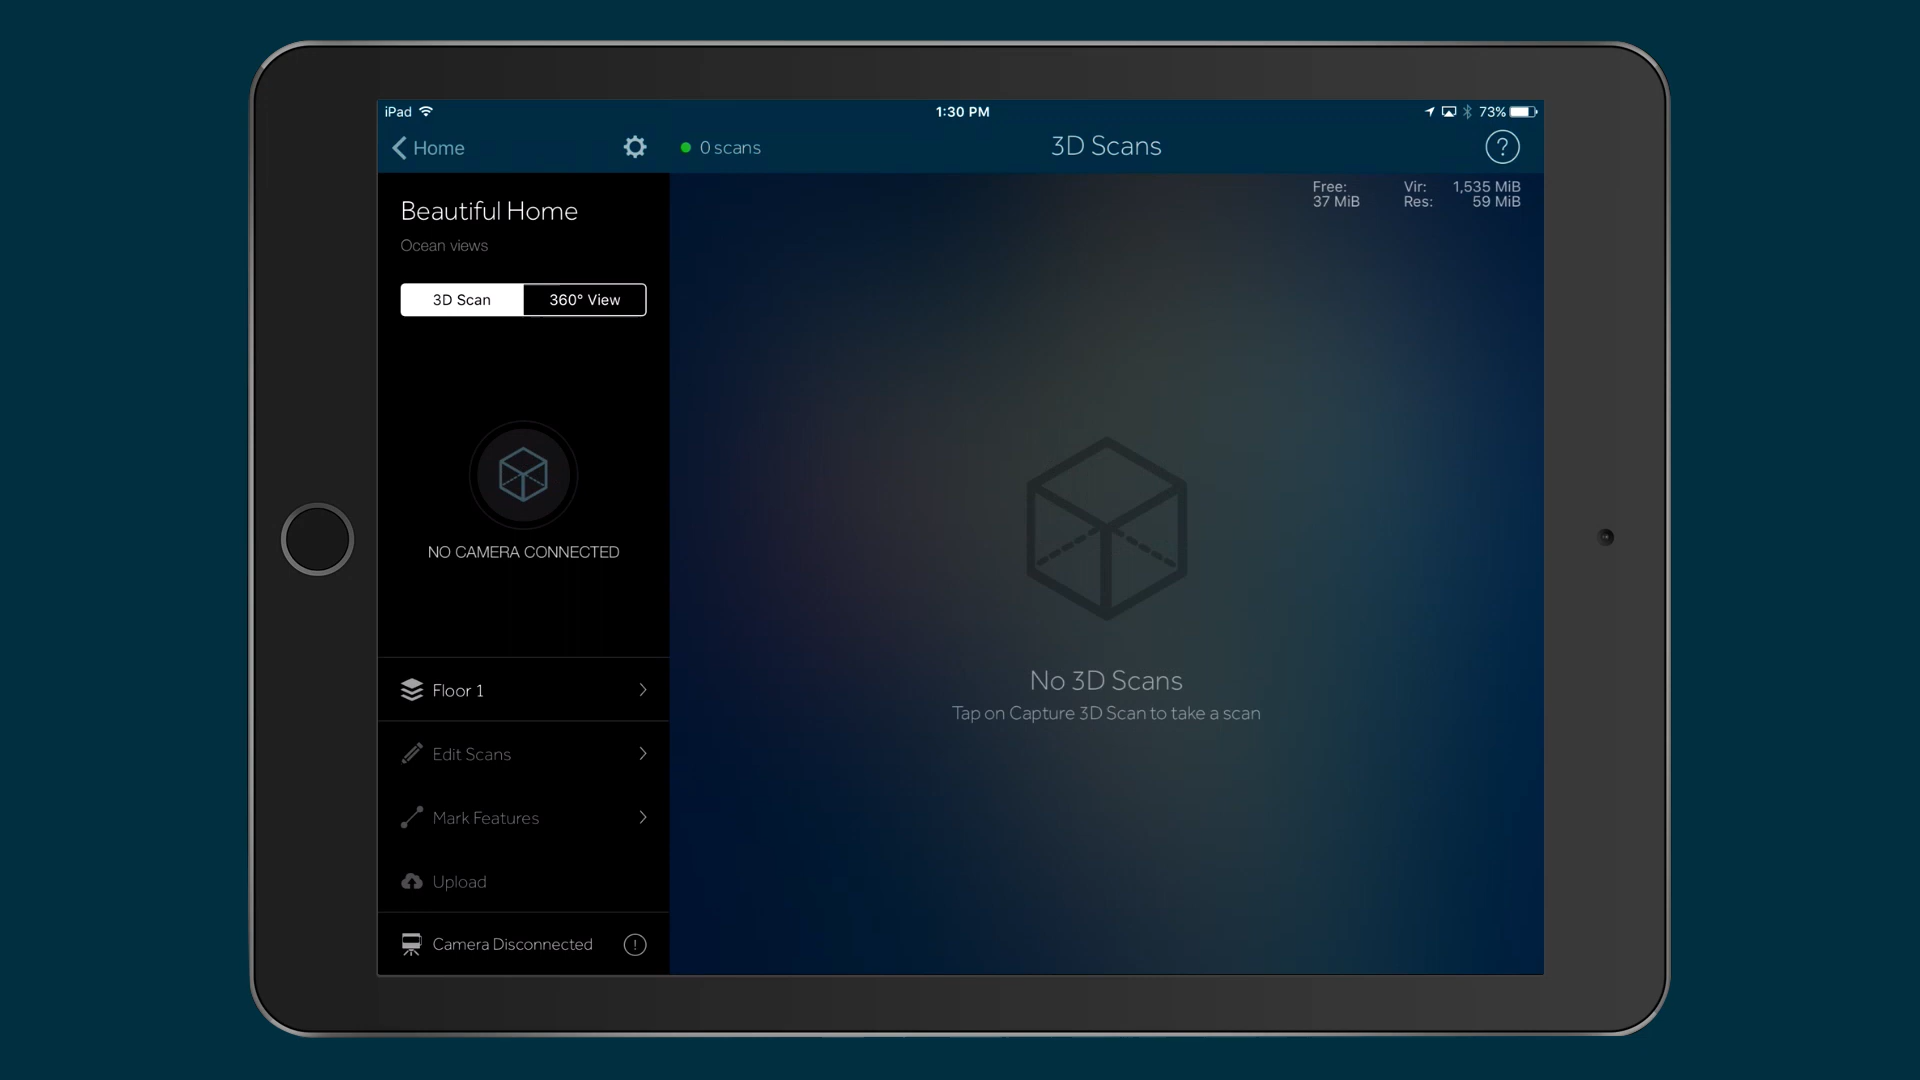 iPad 1:30 PM 73%
Home 0 scans 3D Scans ?
Free: Vir: 1,535 MiB
37 MiB Res: 59 MiB
Beautiful Home
Ocean views
3D Scan 360° View
NO CAMERA CONNECTED
No 3D Scans
Tap on Capture 3D Scan to take a scan
Floor 1
Edit Scans
Mark Features
Upload
Camera Disconnected !